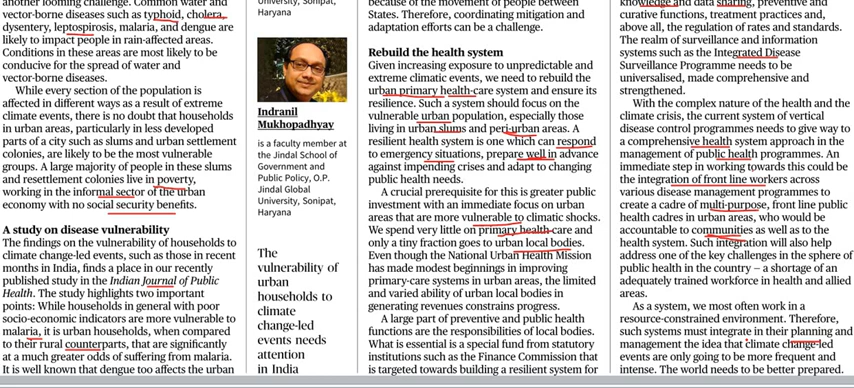 another looming challenge. Common water and
vector-borne diseases such as typhoid, cholera,
dysentery, leptospirosis, malaria, and dengue are
likely to impact people in rain-affected areas.
Conditions in these areas are most likely to be
conducive for the spread of water and
vector-borne diseases.
While every section of the population is
affected in different ways as a result of extreme
climate events, there is no doubt that households
in urban areas, particularly in less developed
parts of a city such as slums and urban settlement
colonies, are likely to be the most vulnerable
groups. A large majority of people in these slums
and resettlement colonies live in poverty,
working in the informal sector of the urban
economy with no social security benefits.
A study on disease vulnerability
The findings on the vulnerability of households to
climate change-led events, such as those in recent
months in India, finds a place in our recently
published study in the Indian Journal of Public
Health. The study highlights two important
points: While households in general with poor
socio-economic indicators are more vulnerable to
malaria, it is urban households, when compared
to their rural counterparts, that are significantly
at a much greater odds of suffering from malaria.
It is well known that dengue too affects the urban
University, Sonipat,
Haryana
Indranil
Mukhopadhyay
is a faculty member at
the Jindal School of
Government and
Public Policy, O.P.
Jindal Global
University, Sonipat,
Haryana
The
vulnerability of
urban
households to
climate
change-led
events needs
attention
in India
because of the movement of people between
States. Therefore, coordinating mitigation and
adaptation efforts can be a challenge.
Rebuild the health system
Given increasing exposure to unpredictable and
extreme climatic events, we need to rebuild the
urban primary health-care system and ensure its
resilience. Such a system should focus on the
vulnerable urban population, especially those
living in urban slums and peri-urban areas. A
resilient health system is one which can respond
to emergency situations, prepare well in advance
against impending crises and adapt to changing
public health needs.
A crucial prerequisite for this is greater public
investment with an immediate focus on urban
areas that are more vulnerable to climatic shocks.
We spend very little on primary health-care and
only a tiny fraction goes to urban local bodies.
Even though the National Urban Health Mission
has made modest beginnings in improving
primary-care systems in urban areas, the limited
and varied ability of urban local bodies in
generating revenues constrains progress.
A large part of preventive and public health
functions are the responsibilities of local bodies.
What is essential is a special fund from statutory
institutions such as the Finance Commission that
is targeted towards building a resilient system for
knowledge and data sharing, preventive and
curative functions, treatment practices and,
above all, the regulation of rates and standards.
The realm of surveillance and information
systems such as the Integrated Disease
Surveillance Programme needs to be
universalised, made comprehensive and
strengthened.
With the complex nature of the health and the
climate crisis, the current system of vertical
disease control programmes needs to give way to
a comprehensive health system approach in the
management of public health programmes. An
immediate step in working towards this could be
the integration of front line workers across
various disease management programmes to
create a cadre of multi-purpose, front line public
health cadres in urban areas, who would be
accountable to communities as well as to the
health system. Such integration will also help
address one of the key challenges in the sphere of
public health in the country – a shortage of an
adequately trained workforce in health and allied
areas.
As a system, we most often work in a
resource-constrained environment. Therefore,
such systems must integrate in their planning and
management the idea that climate change-led
events are only going to be more frequent and
intense. The world needs to be better prepared.